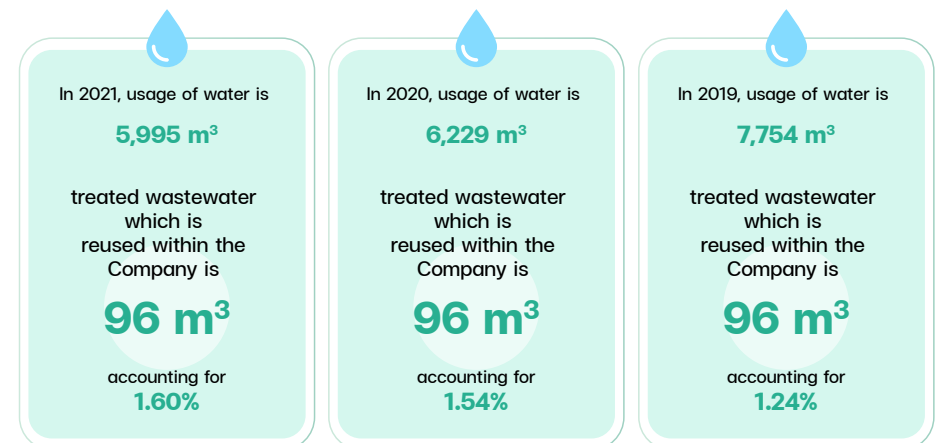 In 2021, usage of water is
5,995 m³
treated wastewater
which is
reused within the
Company is
96 m³
accounting for
1.60%
In 2020, usage of water is
6,229 m³
treated wastewater
which is
reused within the
Company is
96 m³
accounting for
1.54%
In 2019, usage of water is
7,754 m³
treated wastewater
which is
reused within the
Company is
96 m³
accounting for
1.24%